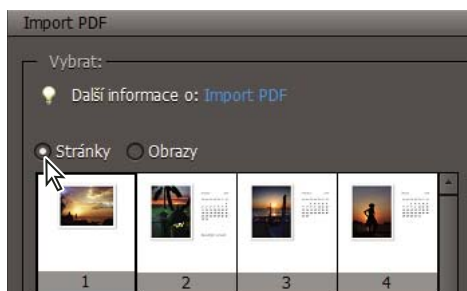 Import PDF
Vybrat:
Další informace o: Import PDF
Stránky Obrazy
1 2 3 4